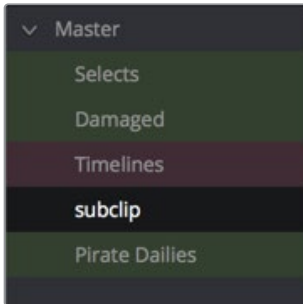 Master
Selects
Damaged
Timelines
subclip
Pirate Dailies